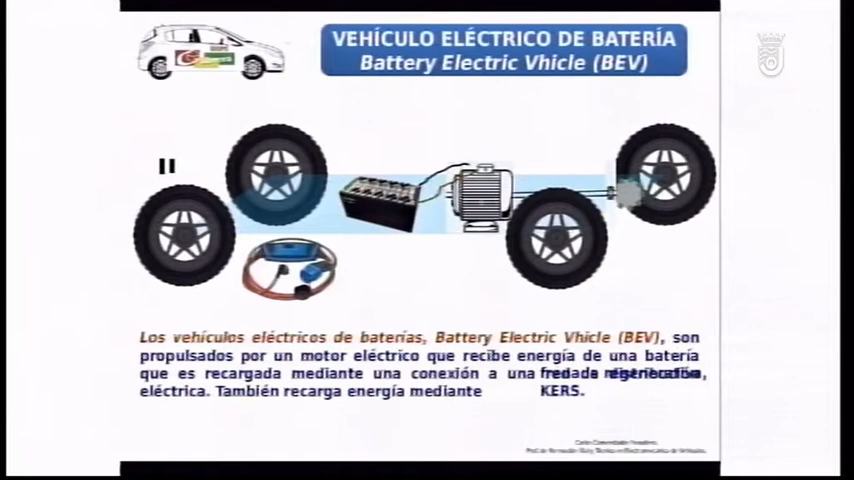 VEHÍCULO ELÉCTRICO DE BATERÍA
Battery Electric Vhicle (BEV)
Los vehículos eléctricos de baterías, Battery Electric Vhicle (BEV), son
propulsados por un motor eléctrico que recibe energía de una batería
que es recargada mediante una conexión a una
eléctrica. También recarga energía mediante KERS.